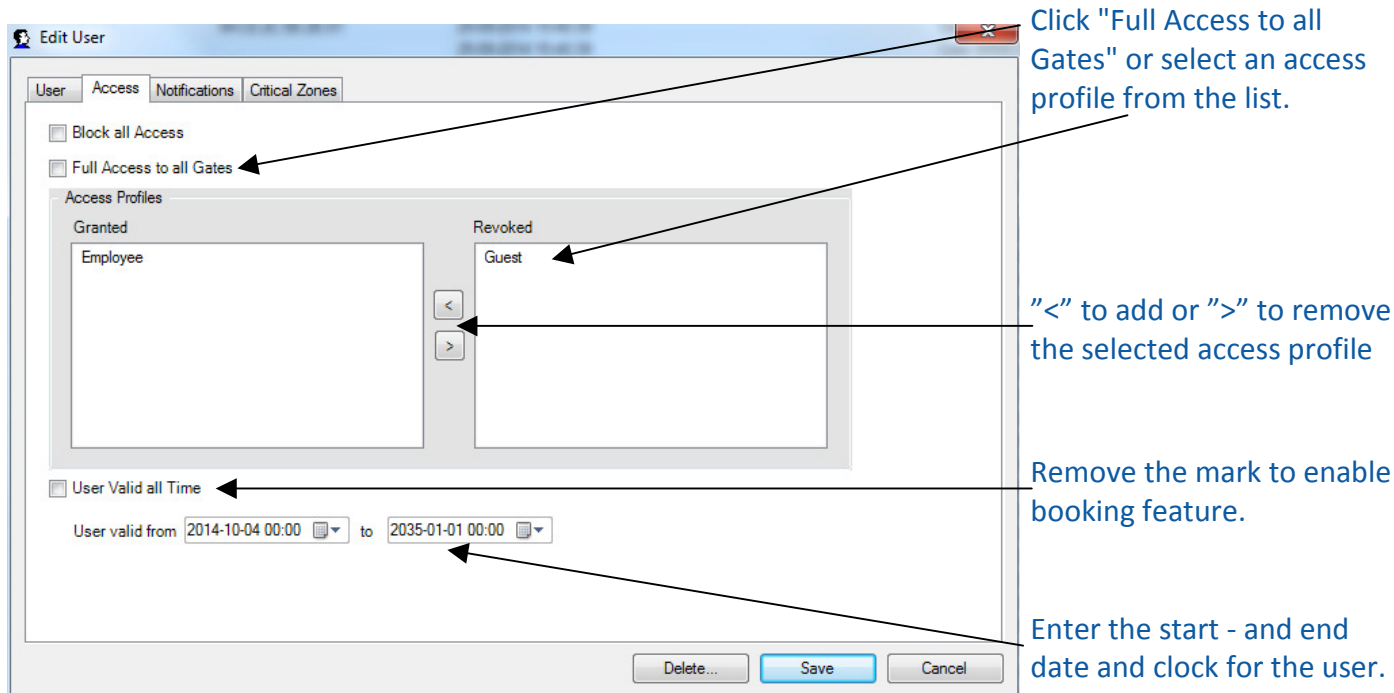 Edit User
User
Access
Notifications
Critical Zones
Block all Access
Full Access to all Gates
Access Profiles
Granted
Revoked
Employee
Guest
<
>
User Valid all Time
User valid from 2014-10-04 00:00 to 2035-01-01 00:00
Delete...
Save
Cancel
Click "Full Access to all
Gates" or select an access
profile from the list.
”<” to add or ”>” to remove
the selected access profile
Remove the mark to enable
booking feature.
Enter the start - and end
date and clock for the user.